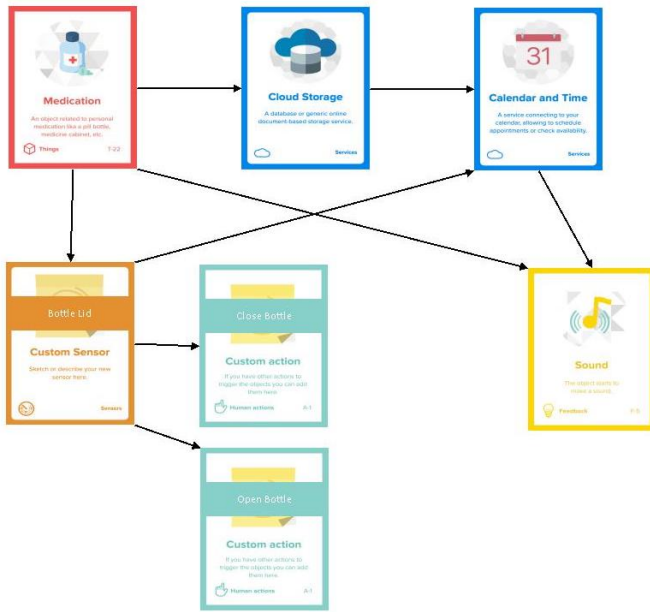 Medication
An object related to personal
medication like a pill bottle,
medicine cabinet, etc.
Things T-22
Cloud Storage
A database or generic online
document-based storage service.
Services
31
Calendar and Time
A service connecting to your
calendar, allowing to schedule
appointments or check availability.
Services
Bottle Lid
Custom Sensor
Sketch or describe your new
sensor here.
Sensors
Close Bottle
Custom action
If you have other actions to
trigger the objects you can add
them here
Human actions A-1
Sound
The object starts to
make a sound.
Feedback
Open Bottle
Custom action
If you have other actions to
trigger the objects you can add
them here
Human actions A-1